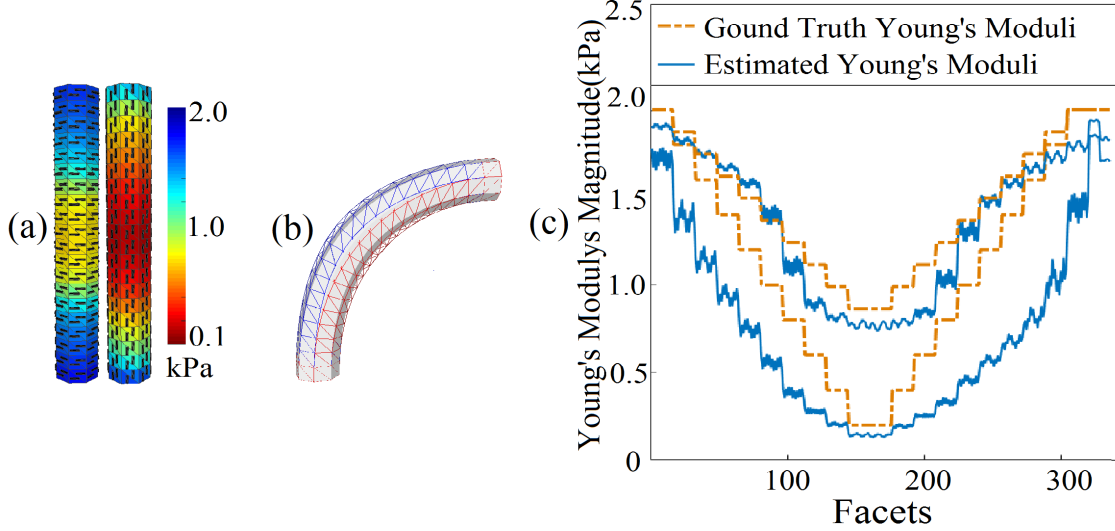 (a)
2.0
1.0
0.1
kPa
(b)
(c)
Young's Modulys Magnitude(kPa)
2.5
2.0
1.5
1.0
0.5
0
Gound Truth Young's Moduli
Estimated Young's Moduli
100
200
300
Facets